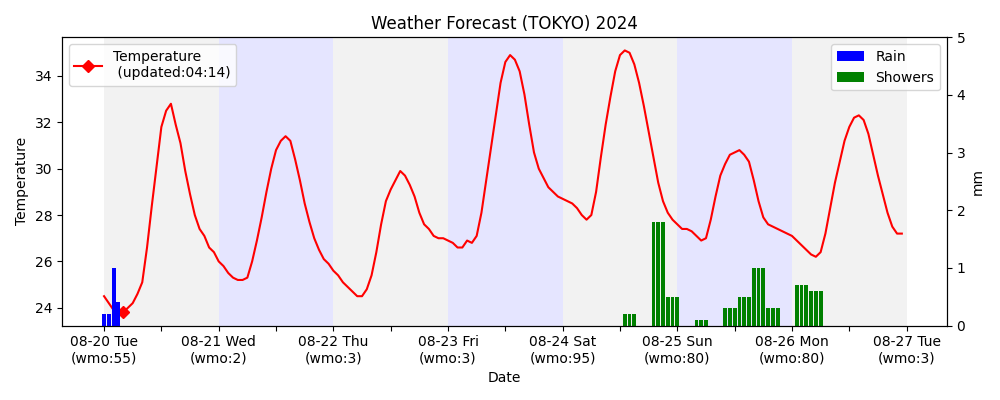 Weather Forecast (TOKYO) 2024
Temperature
(updated:04:14)
Rain
Showers
Temperature
34
32
30
28
26
24
5
4
3
2
1
0
mm
08-20 Tue
(wmo:55)
08-21 Wed
(wmo:2)
08-22 Thu
(wmo:3)
08-23 Fri
(wmo:3)
08-24 Sat
(wmo:95)
08-25 Sun
(wmo:80)
08-26 Mon
(wmo:80)
08-27 Tue
(wmo:3)
Date